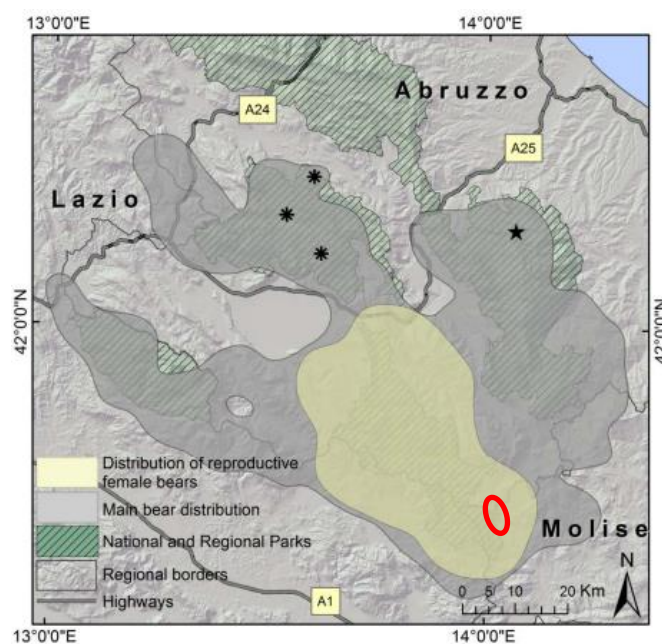 13°0'0"E
14°0'0"E
Abruzzo
A24
A25
Lazio
42°0'0"N
42°0'0"N
Distribution of reproductive
female bears
Main bear distribution
National and Regional Parks
Regional borders
Highways
Molise
N
A1
0 5 10 20 Km
13°0'0"E
14°0'0"E